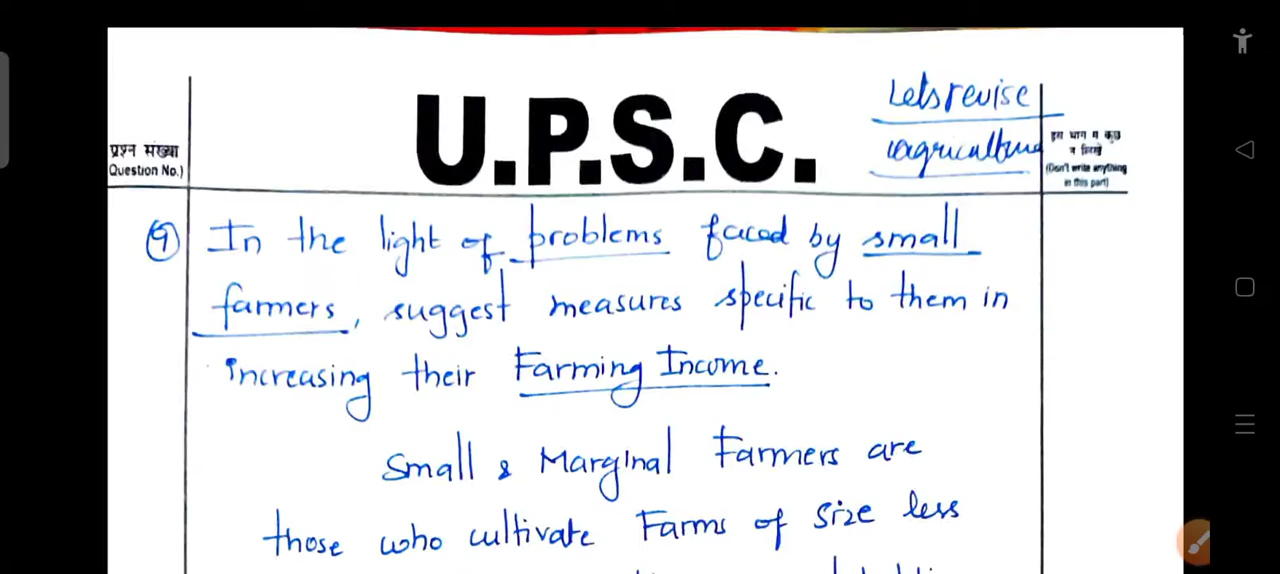 U.P.S.C.
Lets revise
agriculture
प्रश्न संख्या
Question No.)
इस भाग में कुछ
न लिखें
(Don't write anything
in this part)
9 In the light of problems faced by small
farmers, suggest measures specific to them in
increasing their Farming Income.
Small & Marginal Farmers are
those who cultivate Farms of size less